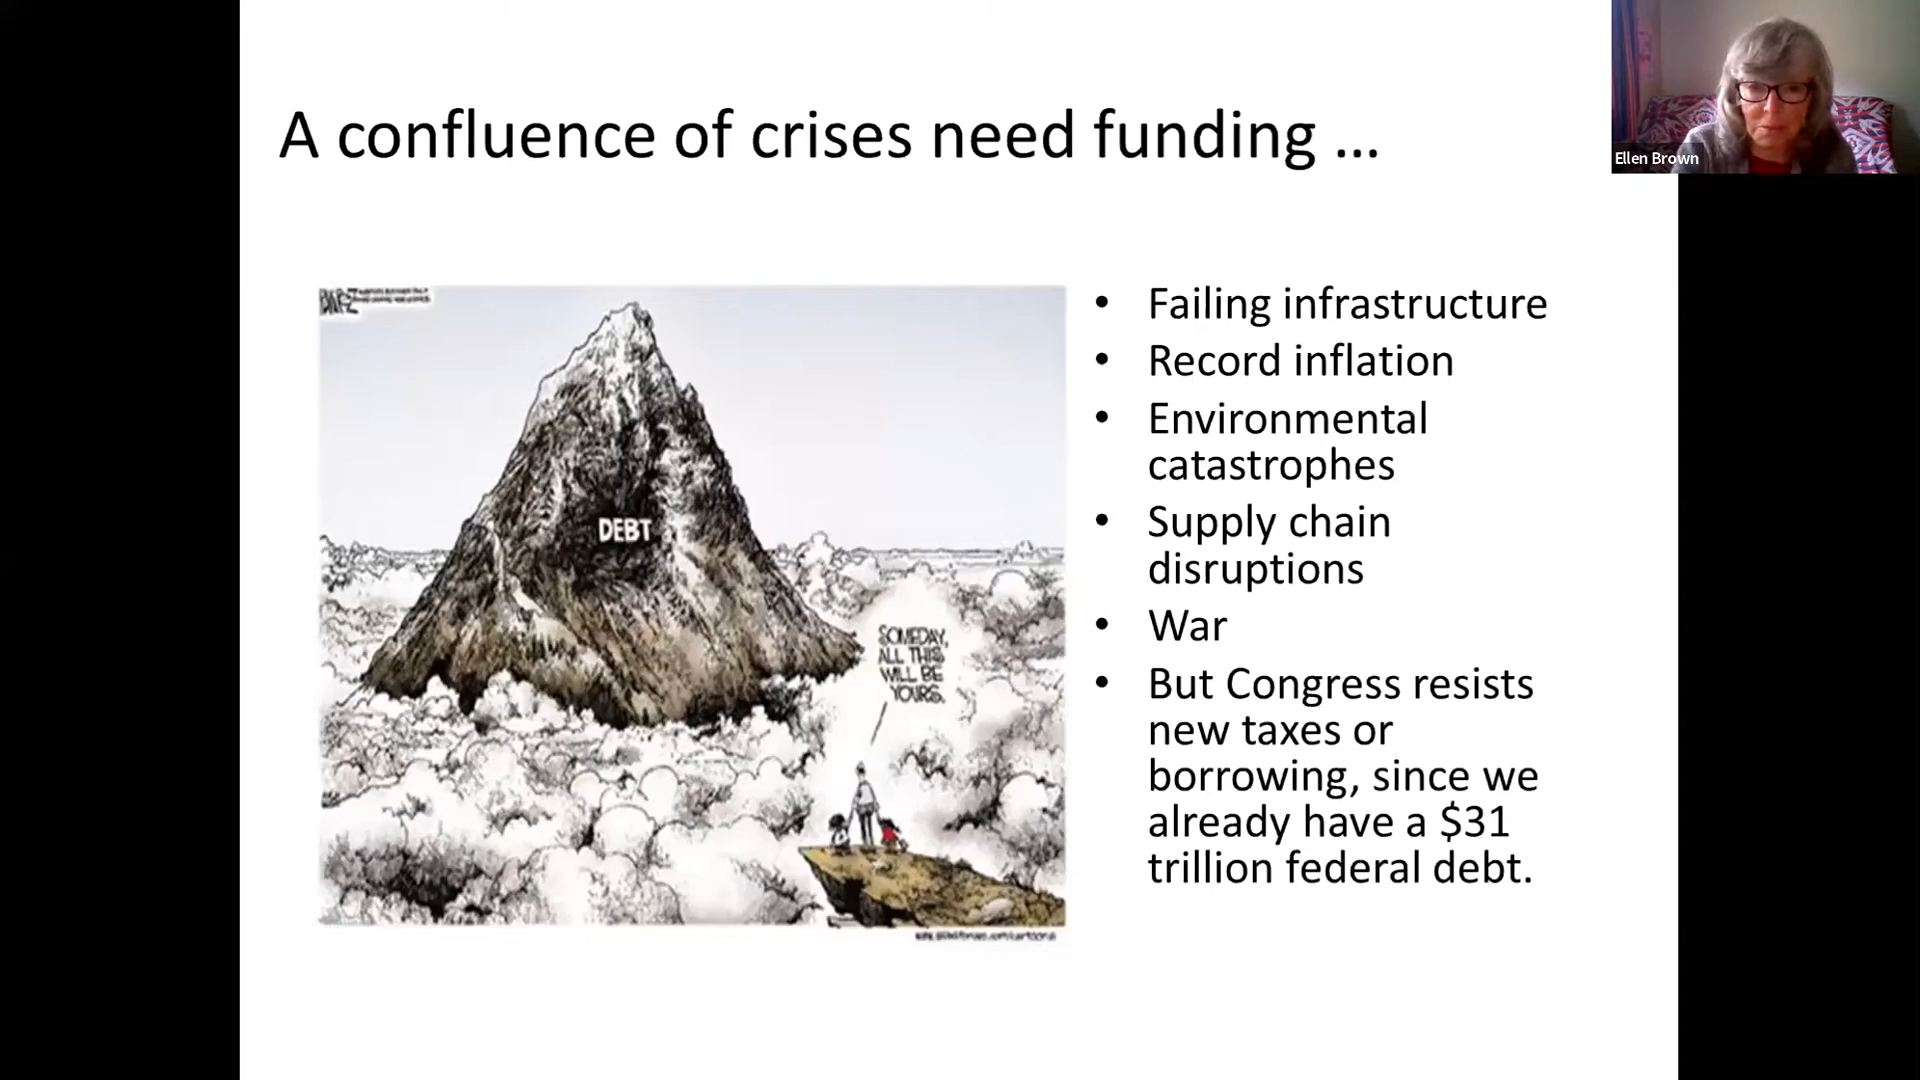 A confluence of crises need funding ...
Ellen Brown
DEBT
SOMEDAY,
ALL THIS
WILL BE
YOURS.
• Failing infrastructure
• Record inflation
• Environmental
catastrophes
• Supply chain
disruptions
• War
• But Congress resists
new taxes or
borrowing, since we
already have a $31
trillion federal debt.